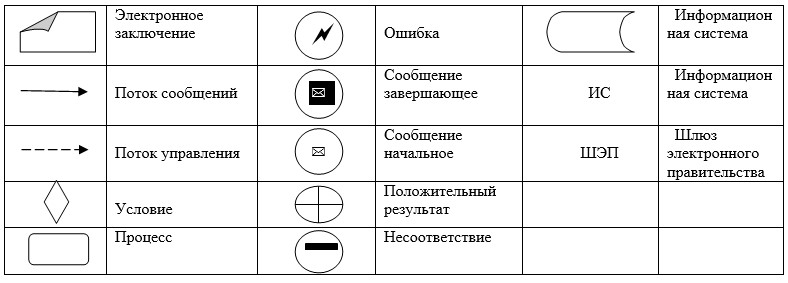 Электронное
заключение
Ошибка
Информацион
ная система
Поток сообщений
Сообщение
завершающее
ИС
Информацион
ная система
Поток управления
Сообщение
начальное
ШЭП
Шлюз
электронного
правительства
Условие
Положительный
результат
Процесс
Несоответствие